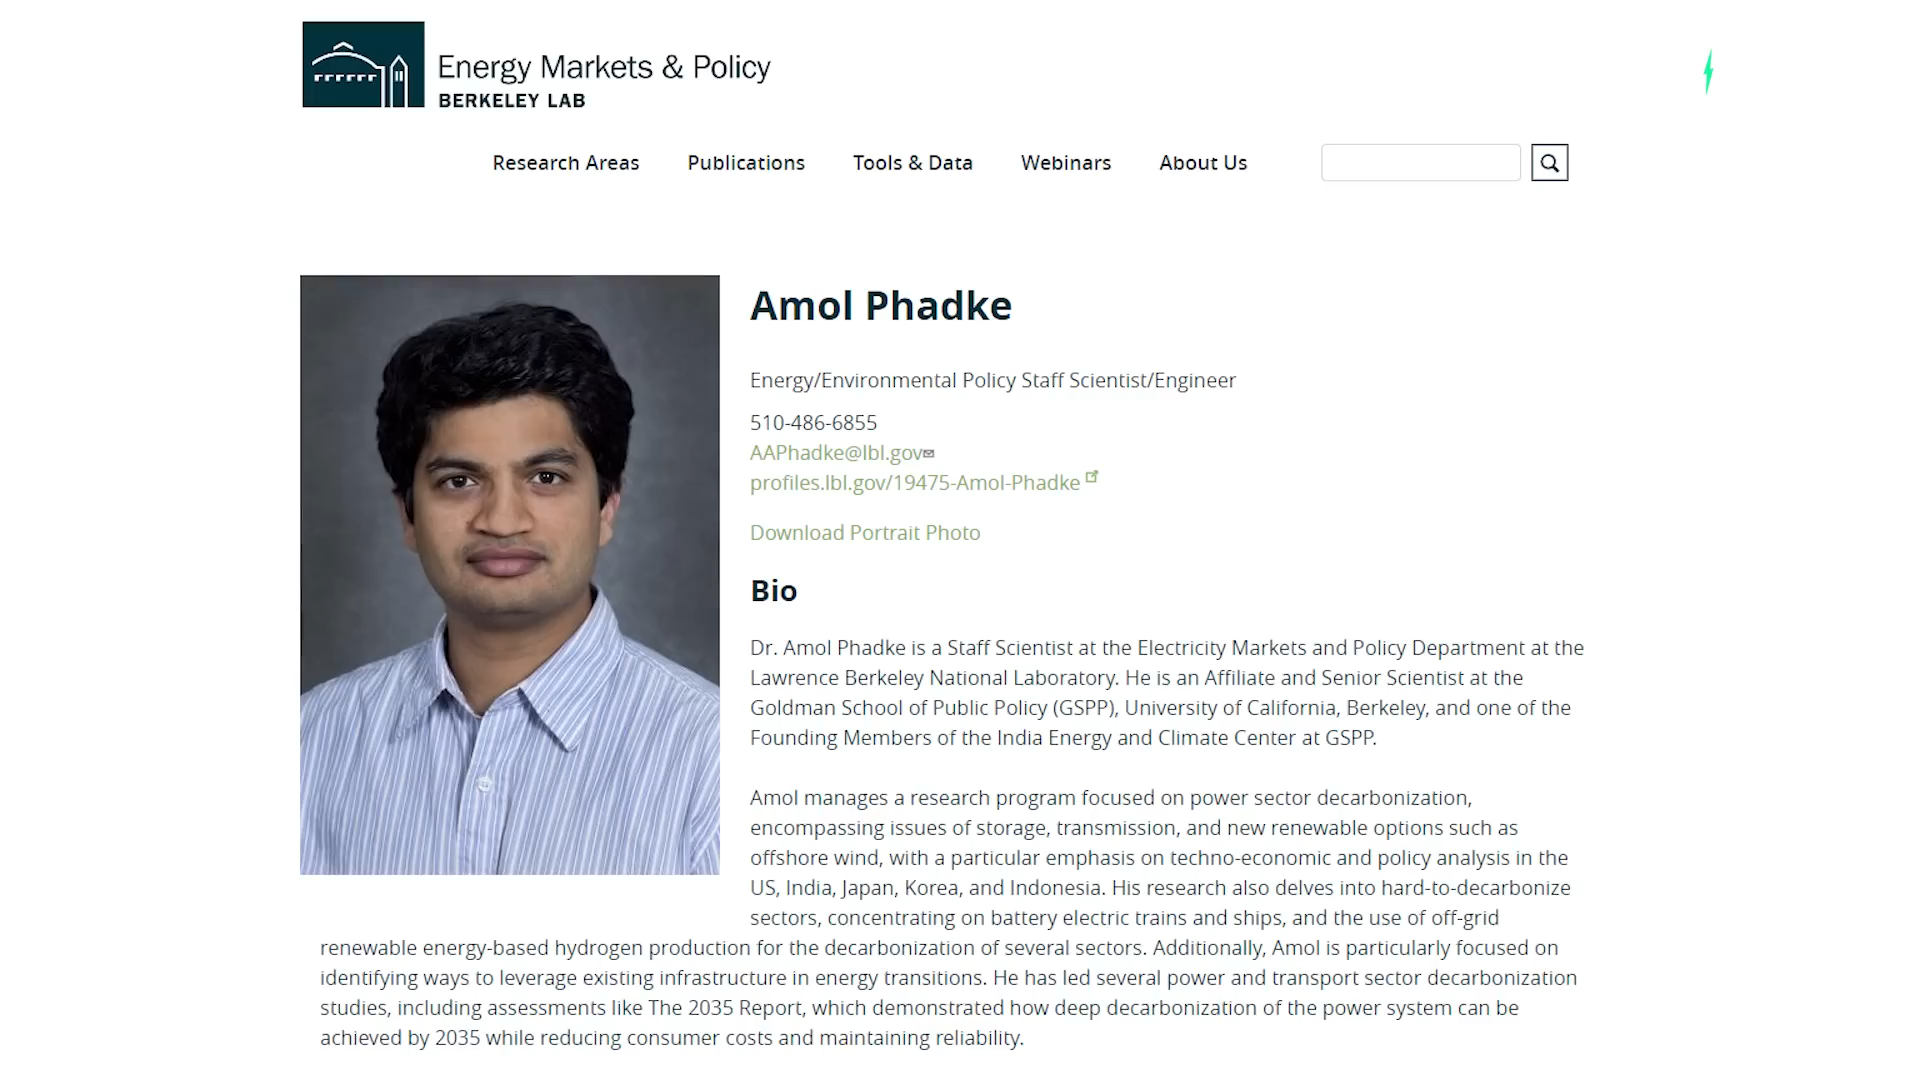 Energy Markets & Policy
BERKELEY LAB
Research Areas
Publications
Tools & Data
Webinars
About Us
Amol Phadke
Energy/Environmental Policy Staff Scientist/Engineer
510-486-6855
AAPhadke@lbl.gov
profiles.lbl.gov/19475-Amol-Phadke
Download Portrait Photo
Bio
Dr. Amol Phadke is a Staff Scientist at the Electricity Markets and Policy Department at the
Lawrence Berkeley National Laboratory. He is an Affiliate and Senior Scientist at the
Goldman School of Public Policy (GSPP), University of California, Berkeley, and one of the
Founding Members of the India Energy and Climate Center at GSPP.
Amol manages a research program focused on power sector decarbonization,
encompassing issues of storage, transmission, and new renewable options such as
offshore wind, with a particular emphasis on techno-economic and policy analysis in the
US, India, Japan, Korea, and Indonesia. His research also delves into hard-to-decarbonize
sectors, concentrating on battery electric trains and ships, and the use of off-grid
renewable energy-based hydrogen production for the decarbonization of several sectors. Additionally, Amol is particularly focused on
identifying ways to leverage existing infrastructure in energy transitions. He has led several power and transport sector decarbonization
studies, including assessments like The 2035 Report, which demonstrated how deep decarbonization of the power system can be
achieved by 2035 while reducing consumer costs and maintaining reliability.